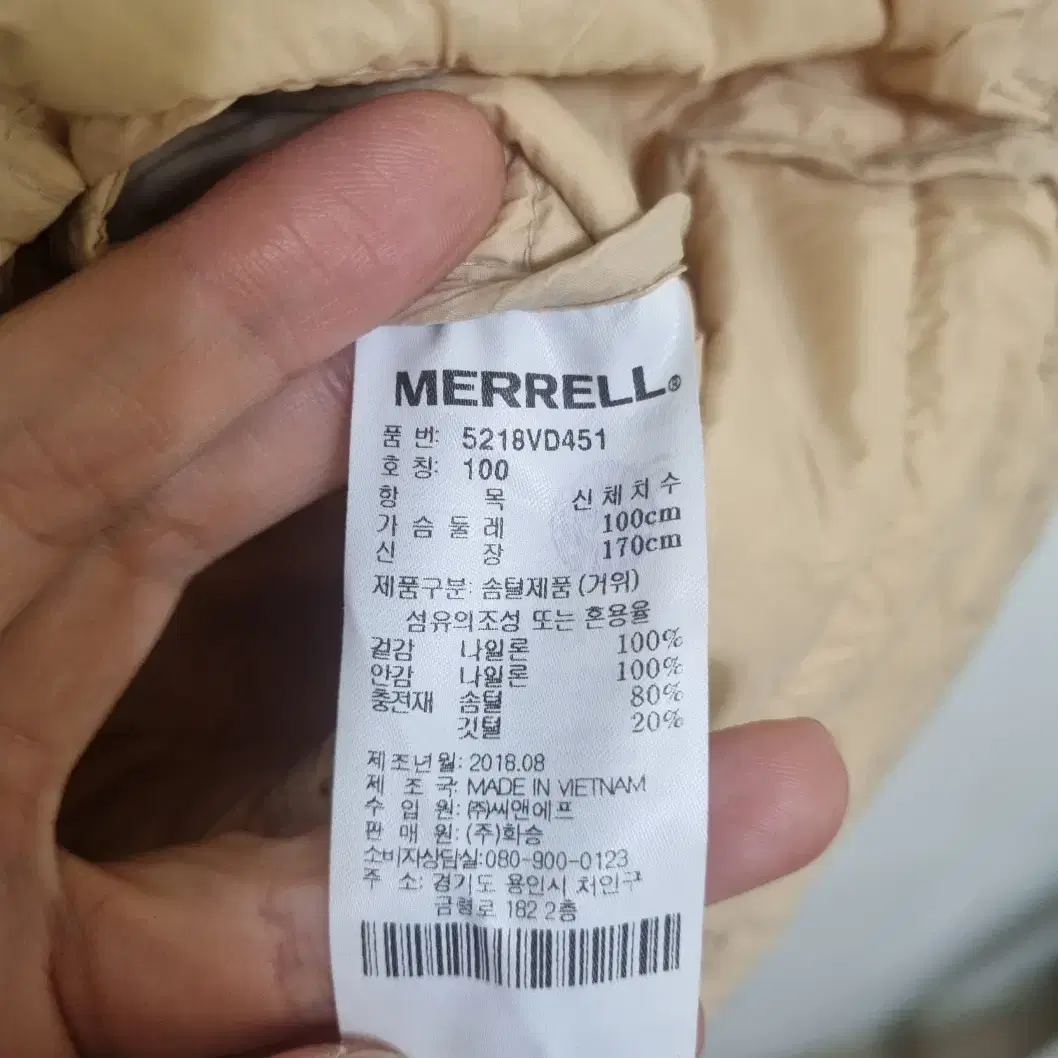 MERRELL®
품 번: 5218VD451
호 칭: 100
항 목 신 체 치 수
가 슴 둘 레 100cm
신 장 170cm
제품구분: 솜털제품(거위)
섬유의조성 또는 혼용율
겉감 나일론 100%
안감 나일론 100%
충전재 솜털 80%
깃털 20%
제조년월: 2018.08
제 조 국: MADE IN VIETNAM
수 입 원: (주)씨앤에프
판 매 원: (주)화승
소비자상담실:080-900-0123
주 소: 경기도 용인시 처인구
금령로 182 2층